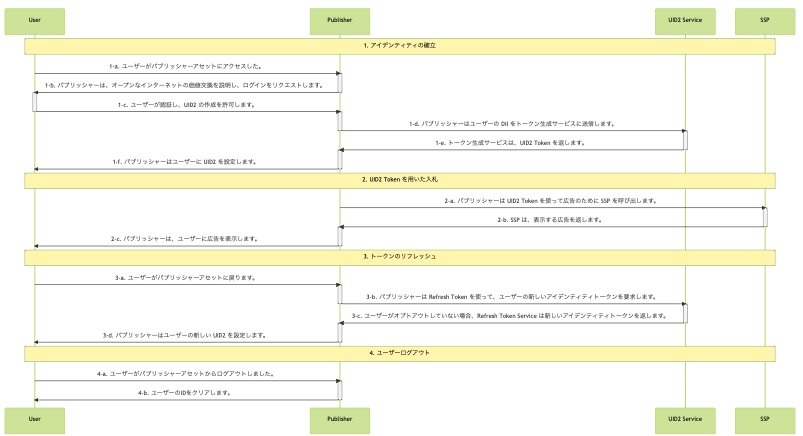 User Publisher UID2 Service SSP
1. アイデンティティの確立
1-a. ユーザーがパブリッシャーアセットにアクセスした。
1-b. パブリッシャーは、オープンなインターネットの価値交換を説明し、ログインをリクエストします。
1-c. ユーザーが認証し、UID2 の作成を許可します。
1-d. パブリッシャーはユーザーの DII をトークン生成サービスに送信します。
1-e. トークン生成サービスは、UID2 Token を返します。
1-f. パブリッシャーはユーザーに UID2 を設定します。
2. UID2 Token を用いた入札
2-a. パブリッシャーは UID2 Token を使って広告のために SSP を呼び出します。
2-b. SSP は、表示する広告を返します。
2-c. パブリッシャーは、ユーザーに広告を表示します。
3. トークンのリフレッシュ
3-a. ユーザーがパブリッシャーアセットに戻ります。
3-b. パブリッシャーは Refresh Token を使って、ユーザーの新しいアイデンティティトークンを要求します。
3-c. ユーザーがオプトアウトしていない場合、Refresh Token Service は新しいアイデンティティトークンを返します。
3-d. パブリッシャーはユーザーの新しい UID を設定します。
4. ユーザーログアウト
4-a. ユーザーがパブリッシャーアセットからログアウトしました。
4-b. ユーザーのIDをクリアします。
User Publisher UID2 Service SSP